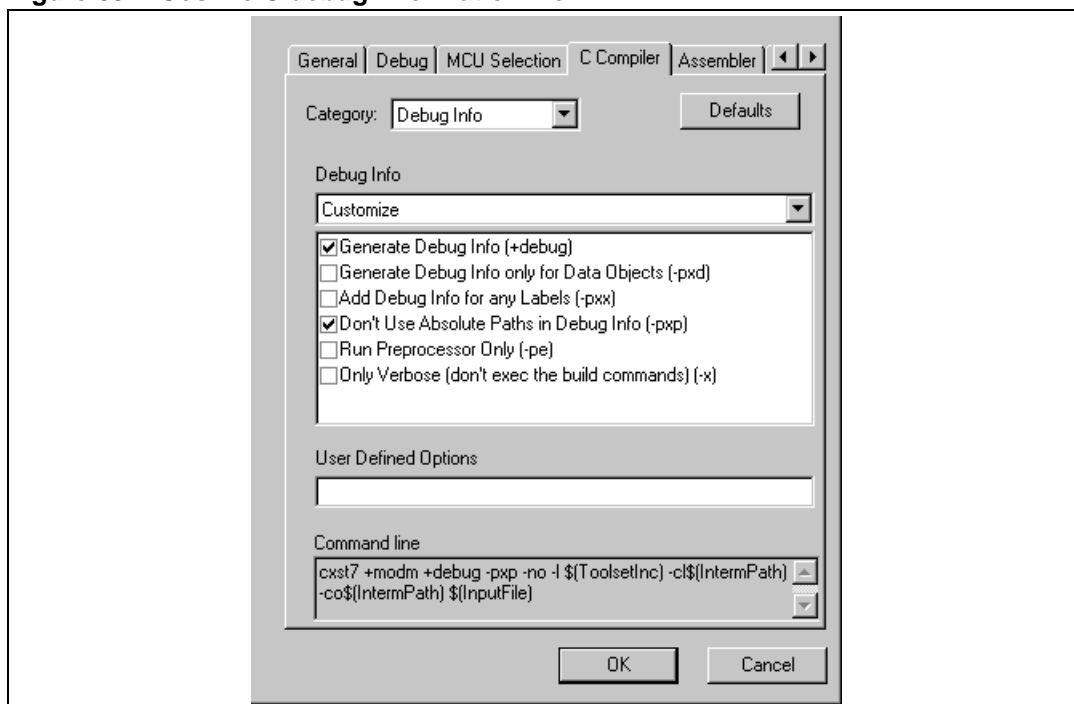 General Debug MCU Selection C Compiler Assembler
Category: Debug Info Defaults
Debug Info
Customize
Generate Debug Info (+debug)
Generate Debug Info only for Data Objects (-pxd)
Add Debug Info for any Labels (-pxx)
Don't Use Absolute Paths in Debug Info (-pxp)
Run Preprocessor Only (-pe)
Only Verbose (don't exec the build commands) (-x)
User Defined Options
Command line
cxst7 +modm +debug -pxp -no -l $(ToolsetInc) -cl$(IntermPath)
-co$(IntermPath) $(InputFile)
OK Cancel